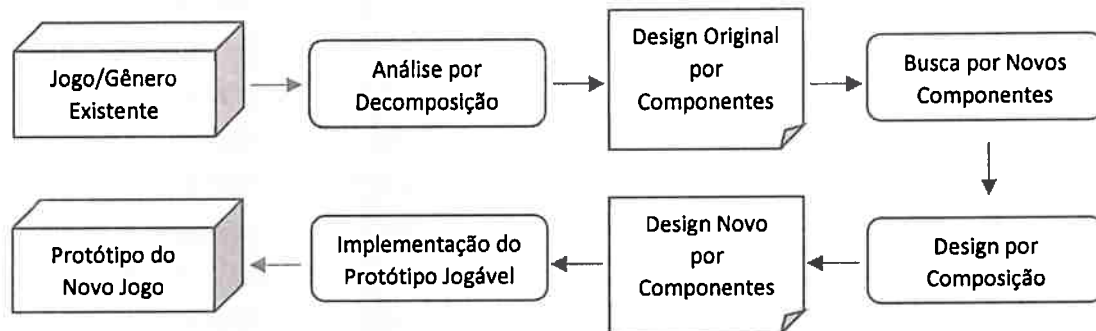 Jogo/Gênero
Existente
Análise por
Decomposição
Design Original
por
Componentes
Busca por Novos
Componentes
Design por
Composição
Design Novo
por
Componentes
Implementação do
Protótipo Jogável
Protótipo do
Novo Jogo